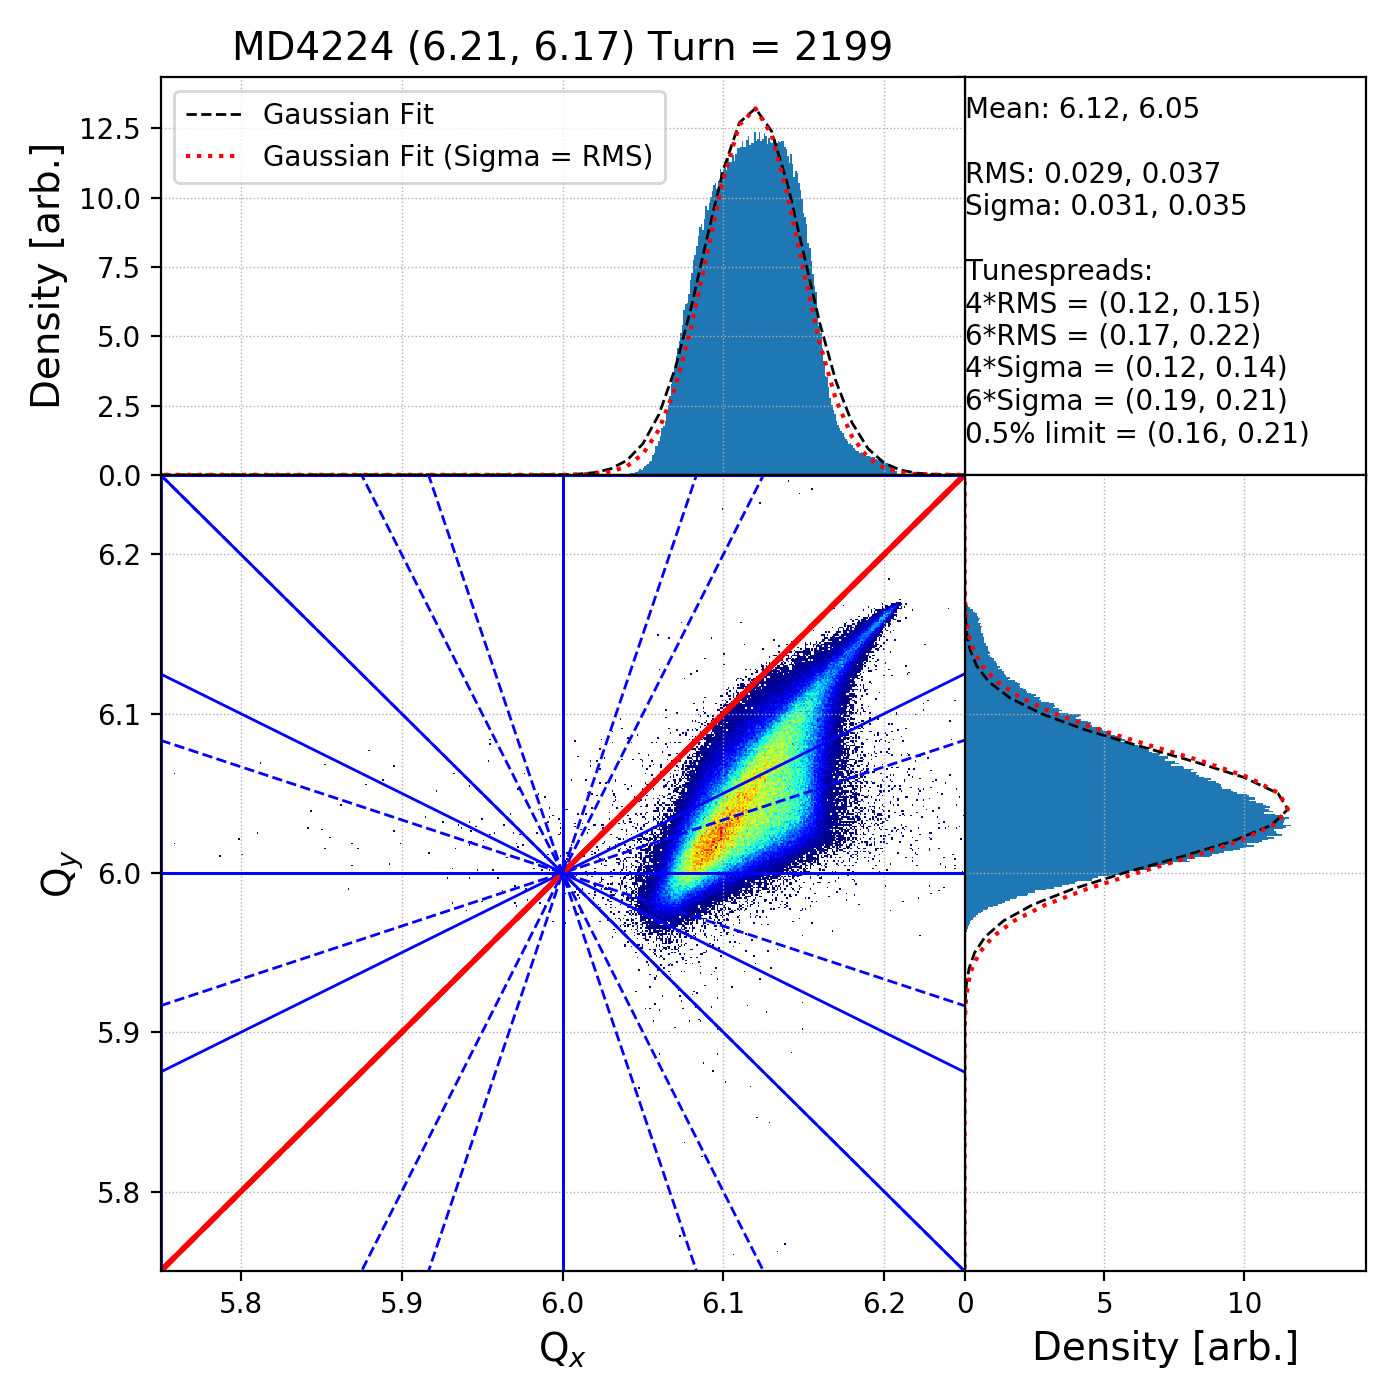 MD4224 (6.21, 6.17) Turn = 2199
Gaussian Fit
Gaussian Fit (Sigma = RMS)
Density [arb.]
12.5
10.0
7.5
5.0
2.5
0.0
Mean: 6.12, 6.05
RMS: 0.029, 0.037
Sigma: 0.031, 0.035
Tunespreads:
4*RMS = (0.12, 0.15)
6*RMS = (0.17, 0.22)
4*Sigma = (0.12, 0.14)
6*Sigma = (0.19, 0.21)
0.5% limit = (0.16, 0.21)
Qy
6.2
6.1
6.0
5.9
5.8
5.8 5.9 6.0 6.1 6.2
Qx
0 5 10
Density [arb.]